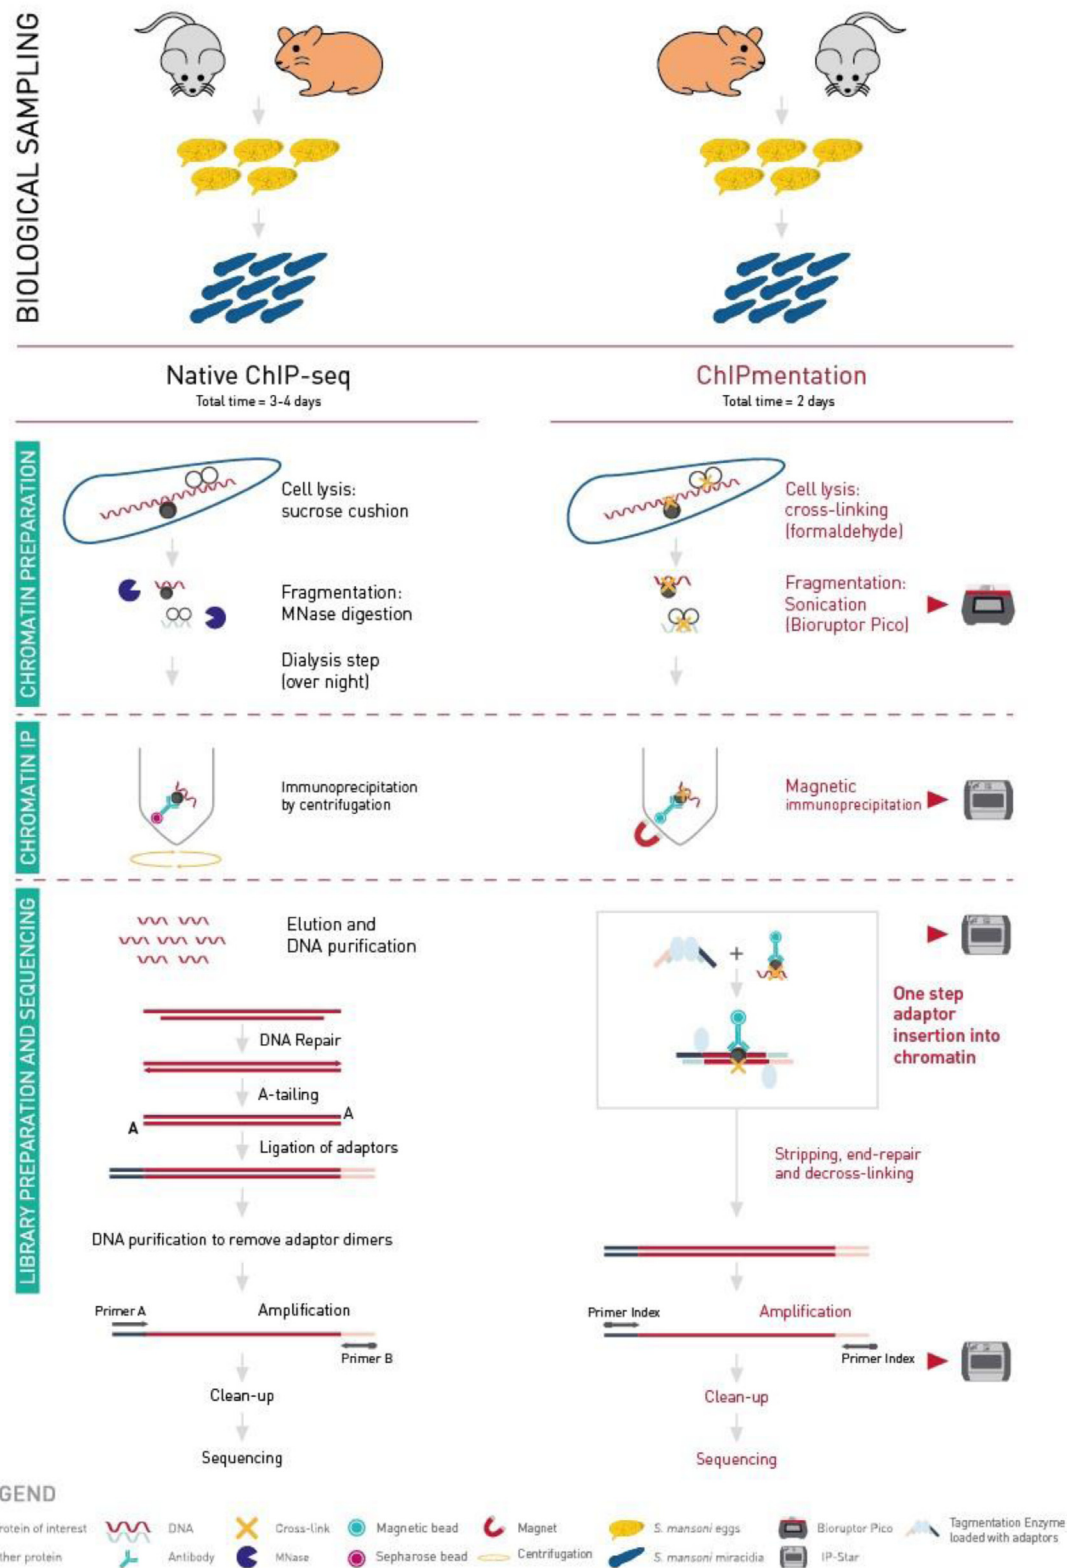 BIOLOGICAL SAMPLING
Native ChIP-seq
Total time = 3-4 days
ChIPmentation
Total time = 2 days
CHROMATIN PREPARATION
Cell lysis:
sucrose cushion
Cell lysis:
cross-linking
(formaldehyde)
Fragmentation:
MNase digestion
Fragmentation:
Sonication
(Bioruptor Pico)
Dialysis step
(over night)
CHROMATIN IP
Immunoprecipitation
by centrifugation
Magnetic
immunoprecipitation
LIBRARY PREPARATION AND SEQUENCING
Elution and
DNA purification
DNA Repair
A-tailing
A
A
Ligation of adaptors
DNA purification to remove adaptor dimers
Primer A
Amplification
Primer B
Clean-up
Sequencing
+
One step
adaptor
insertion into
chromatin
Stripping, end-repair
and decross-linking
Primer Index
Amplification
Primer Index
Clean-up
Sequencing
GEND
rotein of interest
DNA
Cross-link
Magnetic bead
Magnet
S. mansoni eggs
Bioruptor Pico
Tagmentation Enzyme
loaded with adaptors
ther protein
Antibody
MNase
Sepharose bead
Centrifugation
S. mansoni miracidia
IP-Star